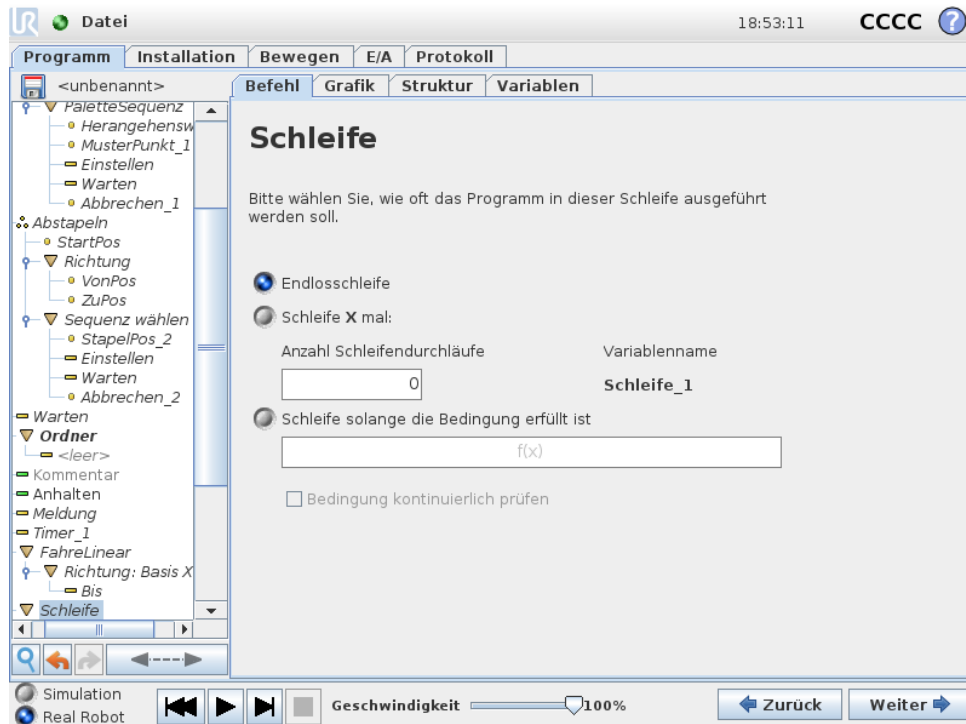 UR Datei 18:53:11 CCCC ?
Programm Installation Bewegen E/A Protokoll
<unbenannt>
PaletteSequenz
Herangehensw
MusterPunkt_1
Einstellen
Warten
Abbrechen_1
Abstapeln
StartPos
Richtung
VonPos
ZuPos
Sequenz wählen
StapelPos_2
Einstellen
Warten
Abbrechen_2
Warten
Ordner
<leer>
Kommentar
Anhalten
Meldung
Timer_1
FahreLinear
Richtung: Basis X
Bis
Schleife
Befehl Grafik Struktur Variablen
Schleife
Bitte wählen Sie, wie oft das Programm in dieser Schleife ausgeführt
werden soll.
Endlosschleife
Schleife X mal:
Anzahl Schleifendurchläufe Variablenname
0 Schleife_1
Schleife solange die Bedingung erfüllt ist
f(x)
Bedingung kontinuierlich prüfen
Simulation
Real Robot
Geschwindigkeit 100%
Zurück Weiter